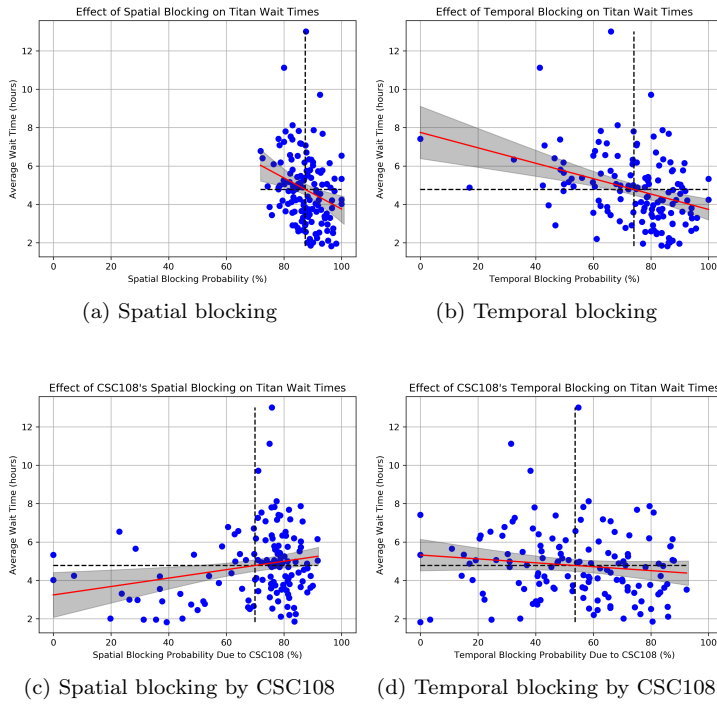 Effect of Spatial Blocking on Titan Wait Times
Average Wait Time (hours)
12
10
8
6
4
2
0 20 40 60 80 100
Spatial Blocking Probability (%)
(a) Spatial blocking
Effect of Temporal Blocking on Titan Wait Times
Average Wait Time (hours)
12
10
8
6
4
2
0 20 40 60 80 100
Temporal Blocking Probability (%)
(b) Temporal blocking
Effect of CSC108's Spatial Blocking on Titan Wait Times
Average Wait Time (hours)
12
10
8
6
4
2
0 20 40 60 80 100
Spatial Blocking Probability Due to CSC108 (%)
(c) Spatial blocking by CSC108
Effect of CSC108's Temporal Blocking on Titan Wait Times
Average Wait Time (hours)
12
10
8
6
4
2
0 20 40 60 80 100
Temporal Blocking Probability Due to CSC108 (%)
(d) Temporal blocking by CSC108